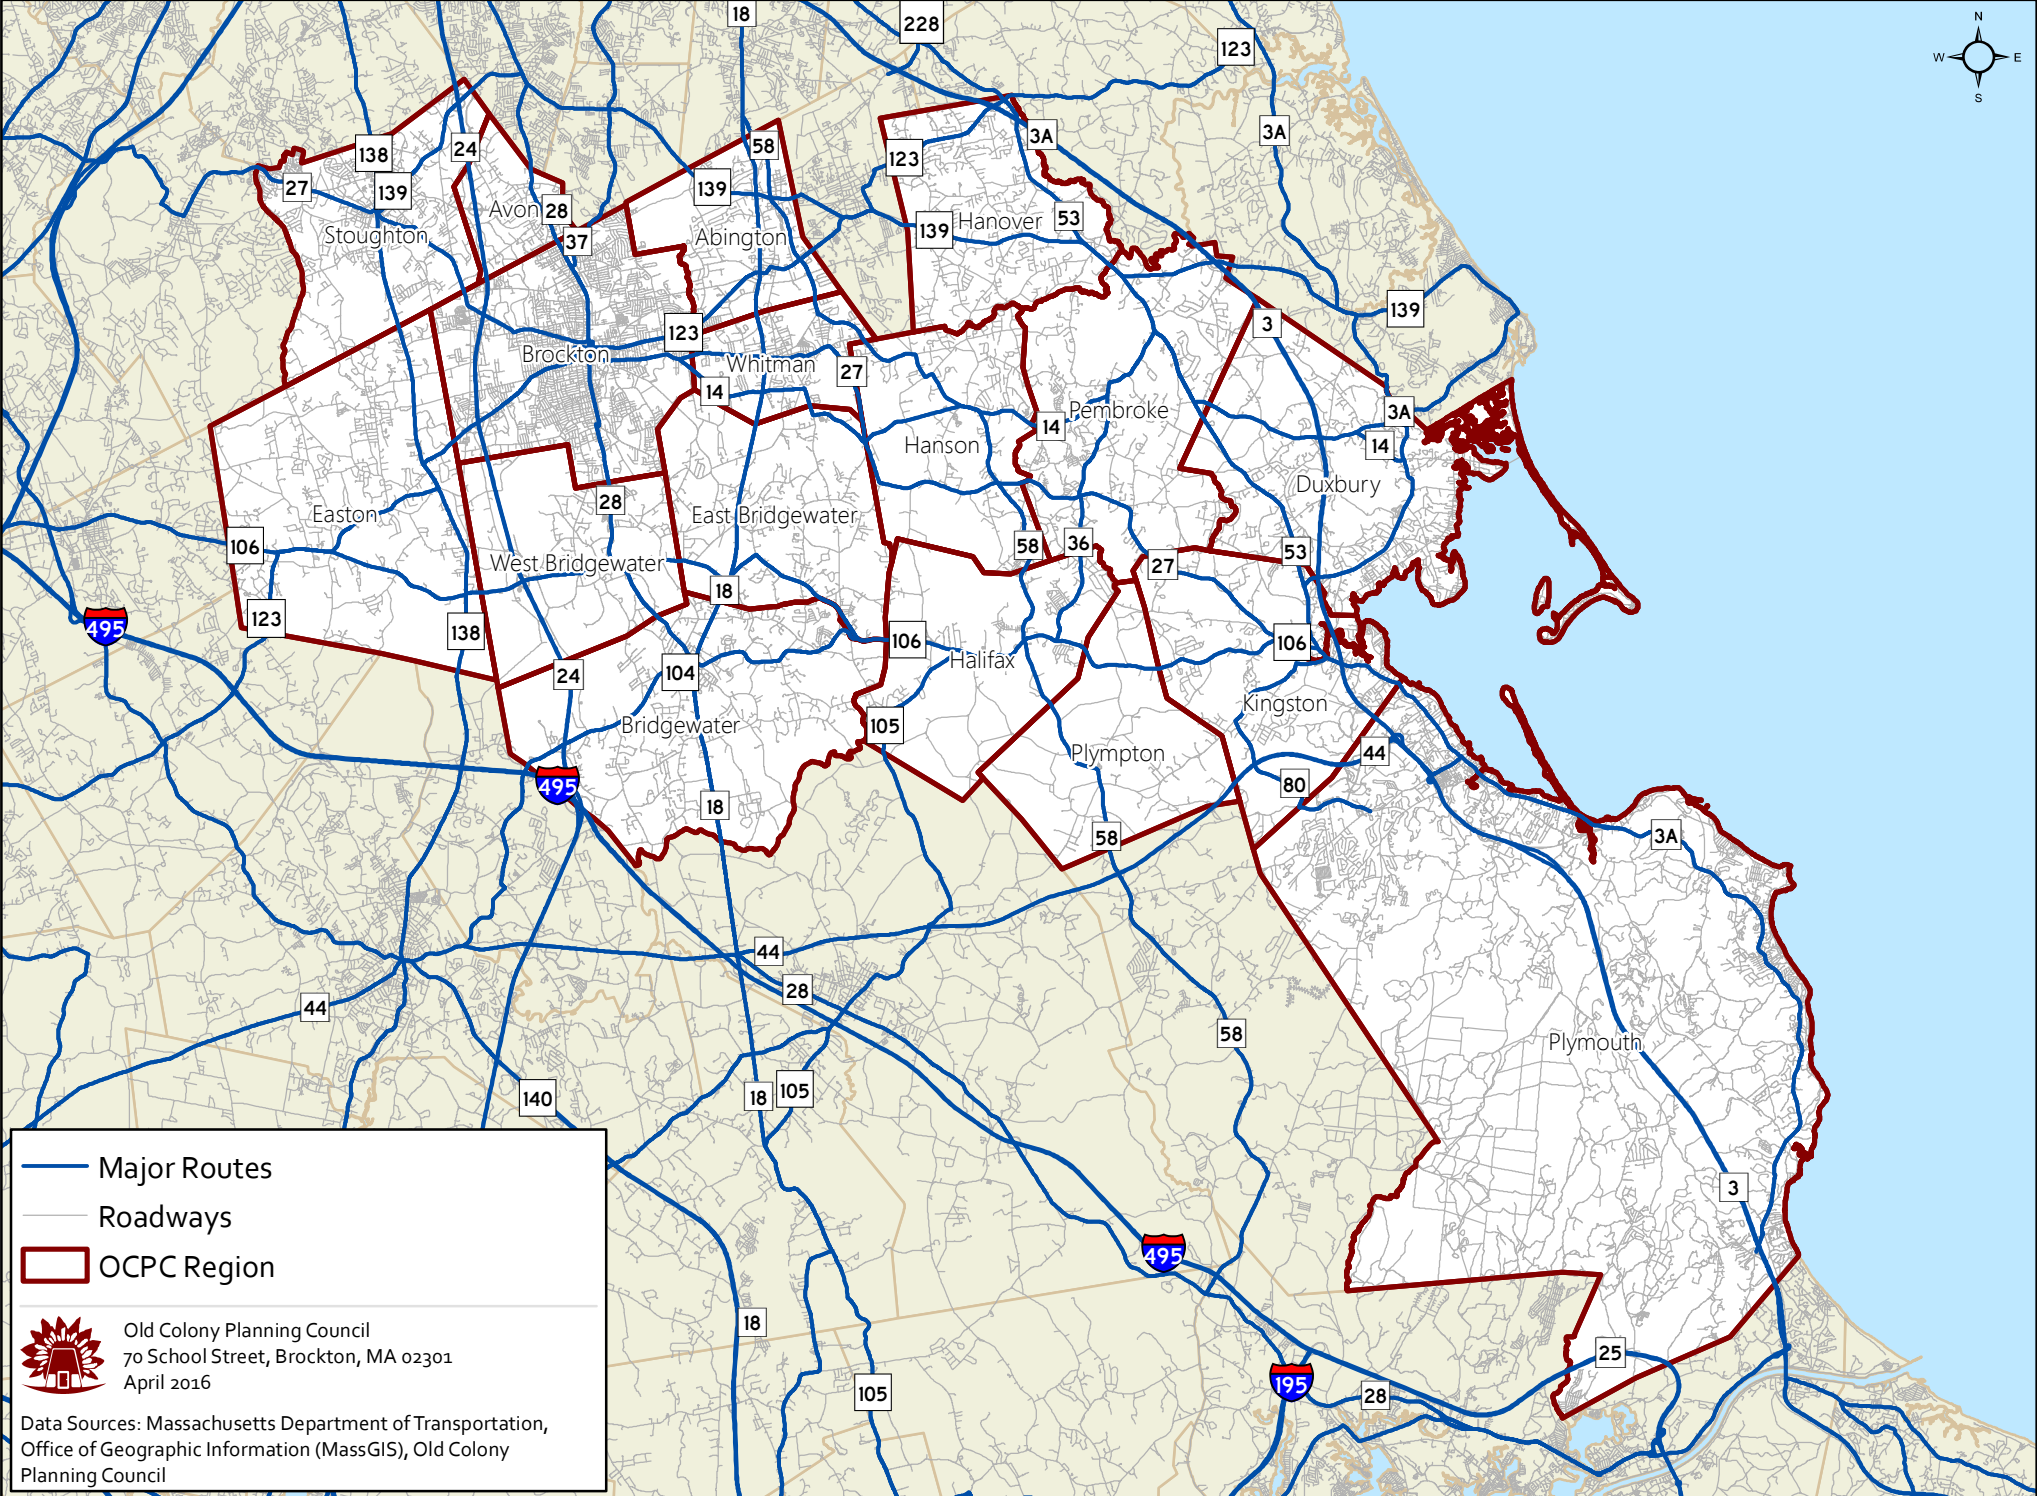 18
228
123
N
W
E
S
3A
3A
58
138
24
123
27
139
139
Avon
28
53
Hanover
139
Stoughton
37
Abington
139
3
123
Brockton
Whitman
27
14
Pembroke
3A
14
Hanson
14
28
Duxbury
Easton
East Bridgewater
106
58
36
53
West Bridgewater
27
18
123
495
138
106
106
Halifax
24
104
Kingston
Bridgewater
105
Plympton
44
495
80
18
58
3A
44
28
44
58
Plymouth
105
18
140
3
495
18
25
195
28
105
Major Routes
Roadways
OCPC Region
Old Colony Planning Council
70 School Street, Brockton, MA 02301
April 2016
Data Sources: Massachusetts Department of Transportation,
Office of Geographic Information (MassGIS), Old Colony
Planning Council